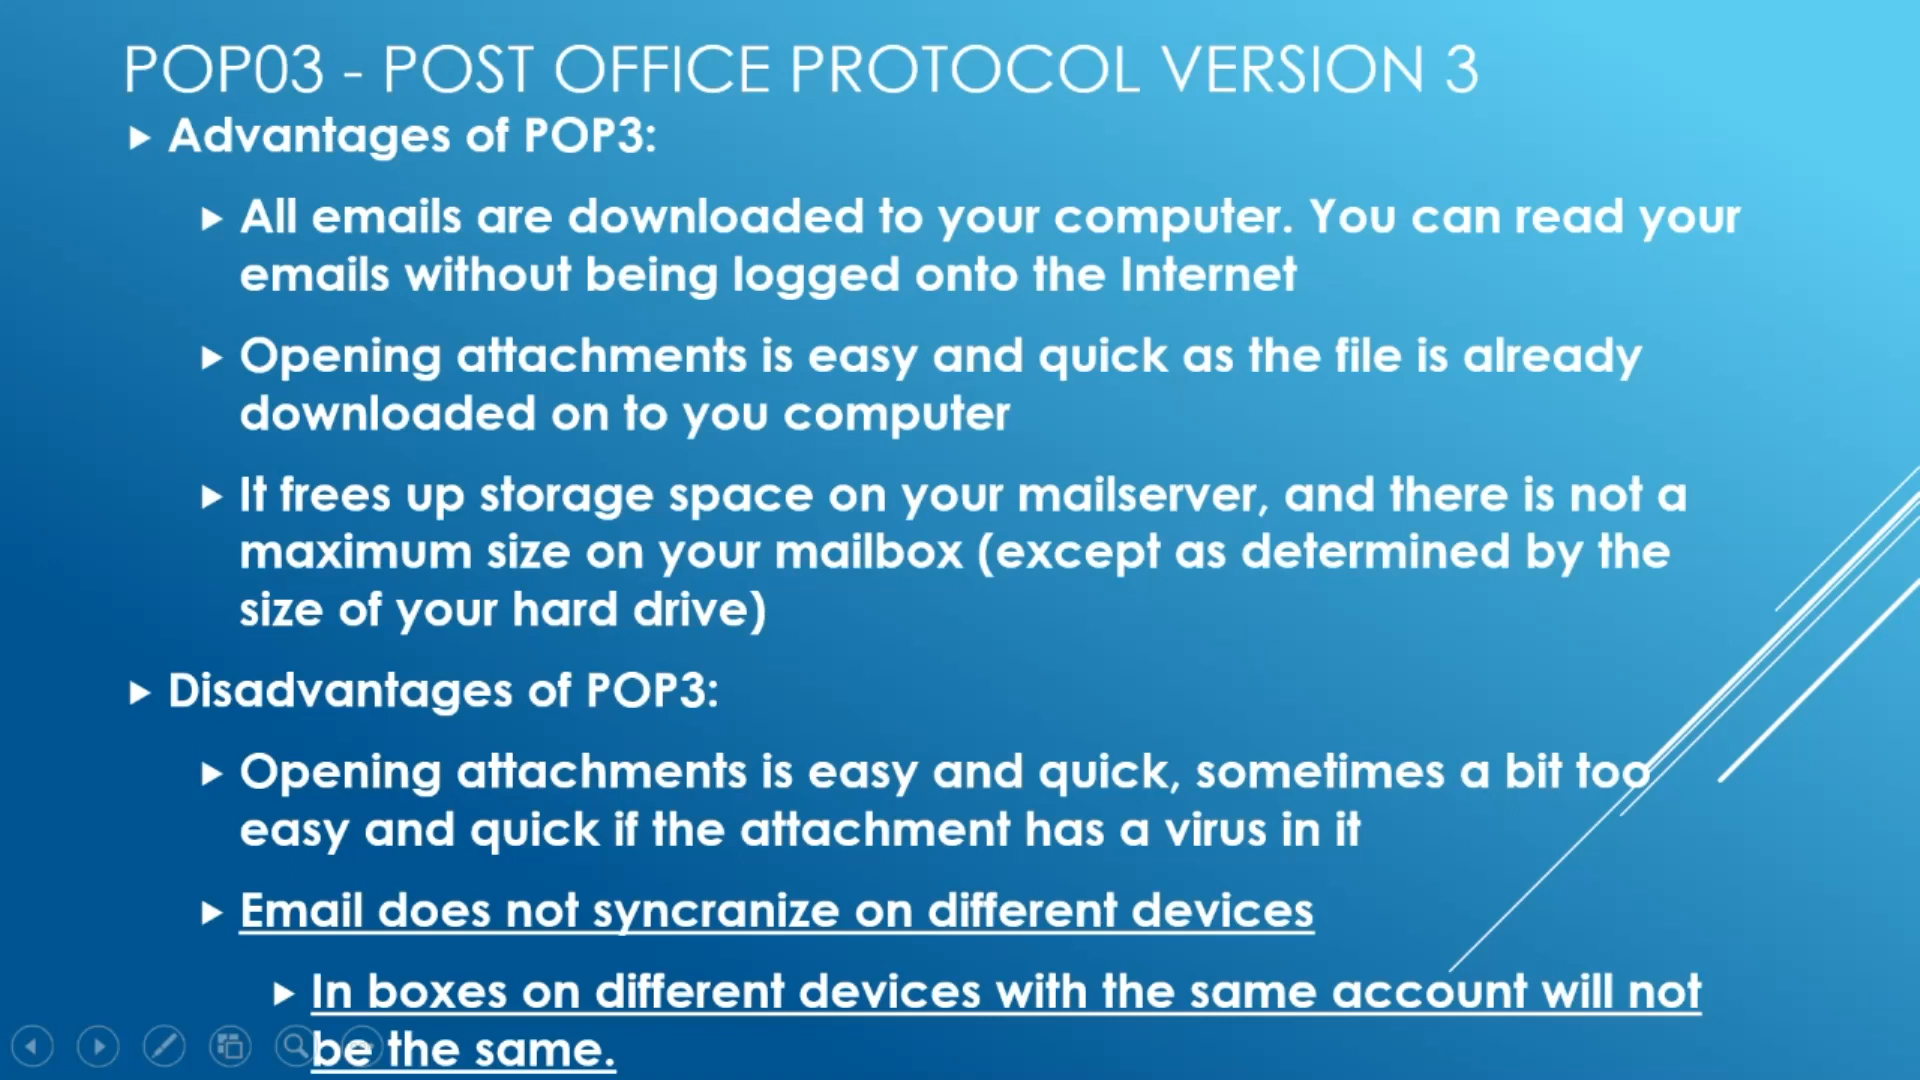 POP03 - POST OFFICE PROTOCOL VERSION 3
Advantages of POP3:
All emails are downloaded to your computer. You can read your
emails without being logged onto the Internet
Opening attachments is easy and quick as the file is already
downloaded on to you computer
It frees up storage space on your mailserver, and there is not a
maximum size on your mailbox (except as determined by the
size of your hard drive)
Disadvantages of POP3:
Opening attachments is easy and quick, sometimes a bit too
easy and quick if the attachment has a virus in it
Email does not syncranize on different devices
In boxes on different devices with the same account will not
be the same.